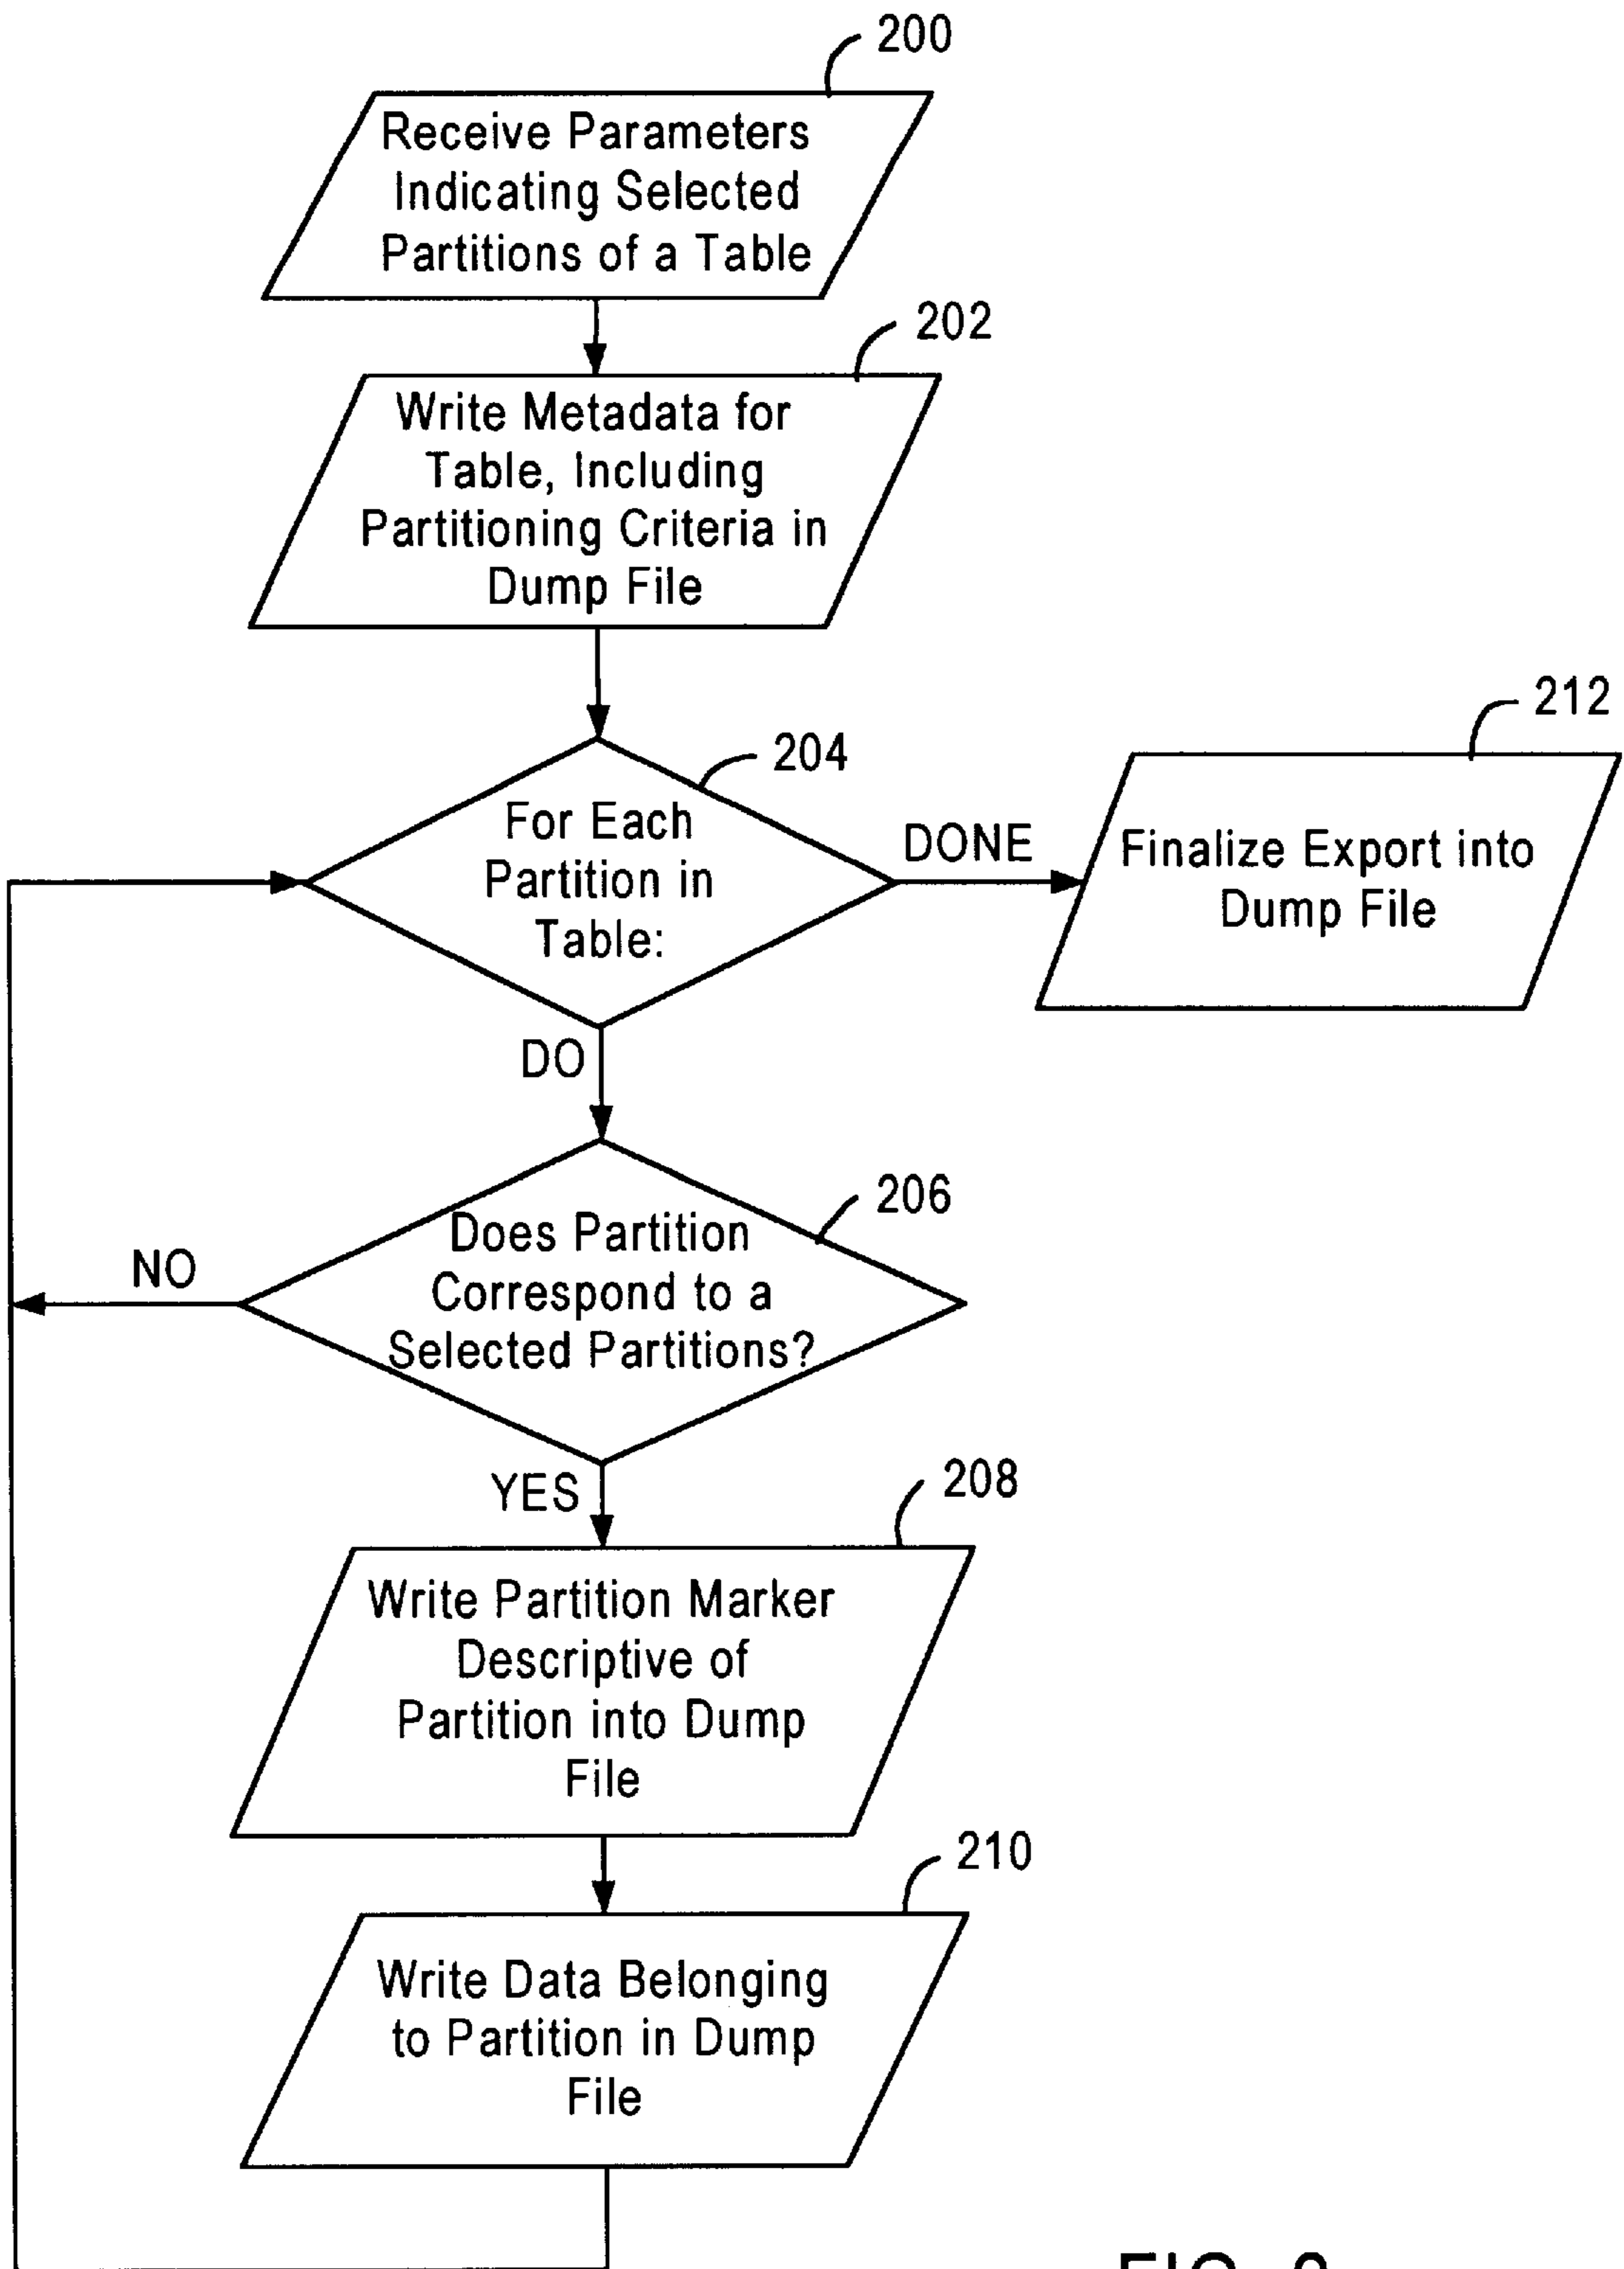 200
Receive Parameters
Indicating Selected
Partitions of a Table
202
Write Metadata for
Table, Including
Partitioning Criteria in
Dump File
204
For Each
Partition in
Table:
DONE
212
Finalize Export into
Dump File
DO
206
Does Partition
Correspond to a
Selected Partitions?
NO
YES
208
Write Partition Marker
Descriptive of
Partition into Dump
File
210
Write Data Belonging
to Partition in Dump
File